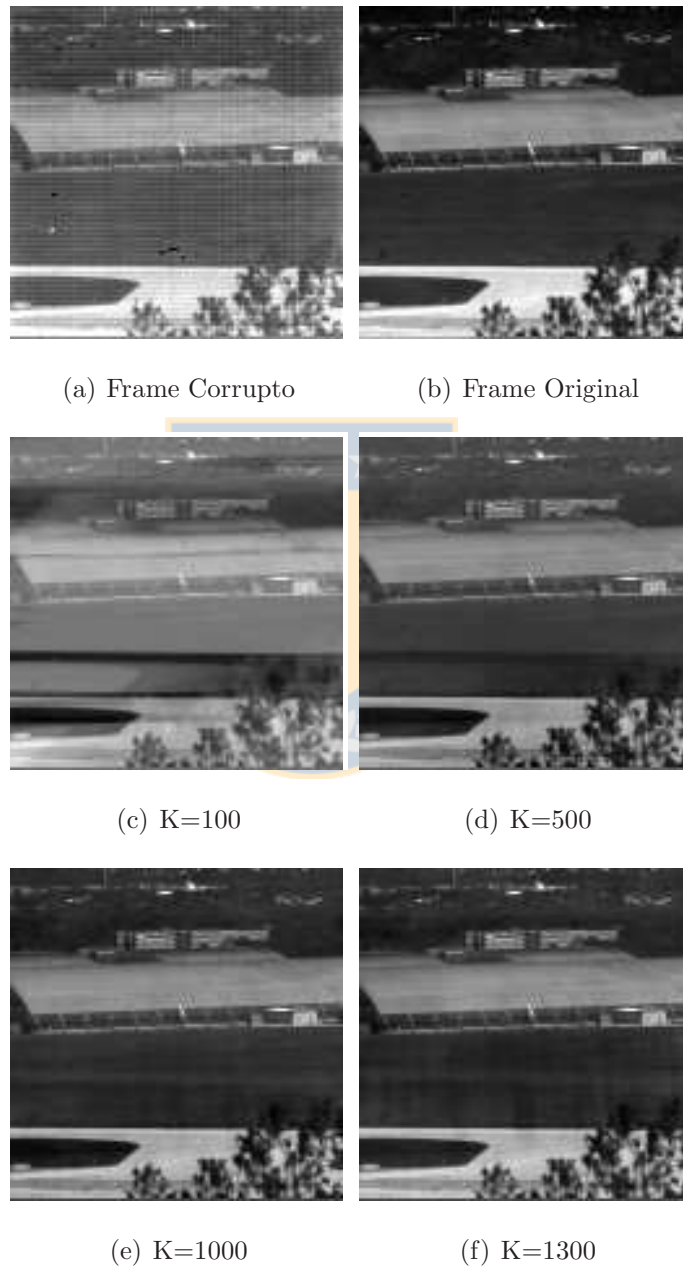 (a) Frame Corrupto
(b) Frame Original
(c) K=100
(d) K=500
(e) K=1000
(f) K=1300